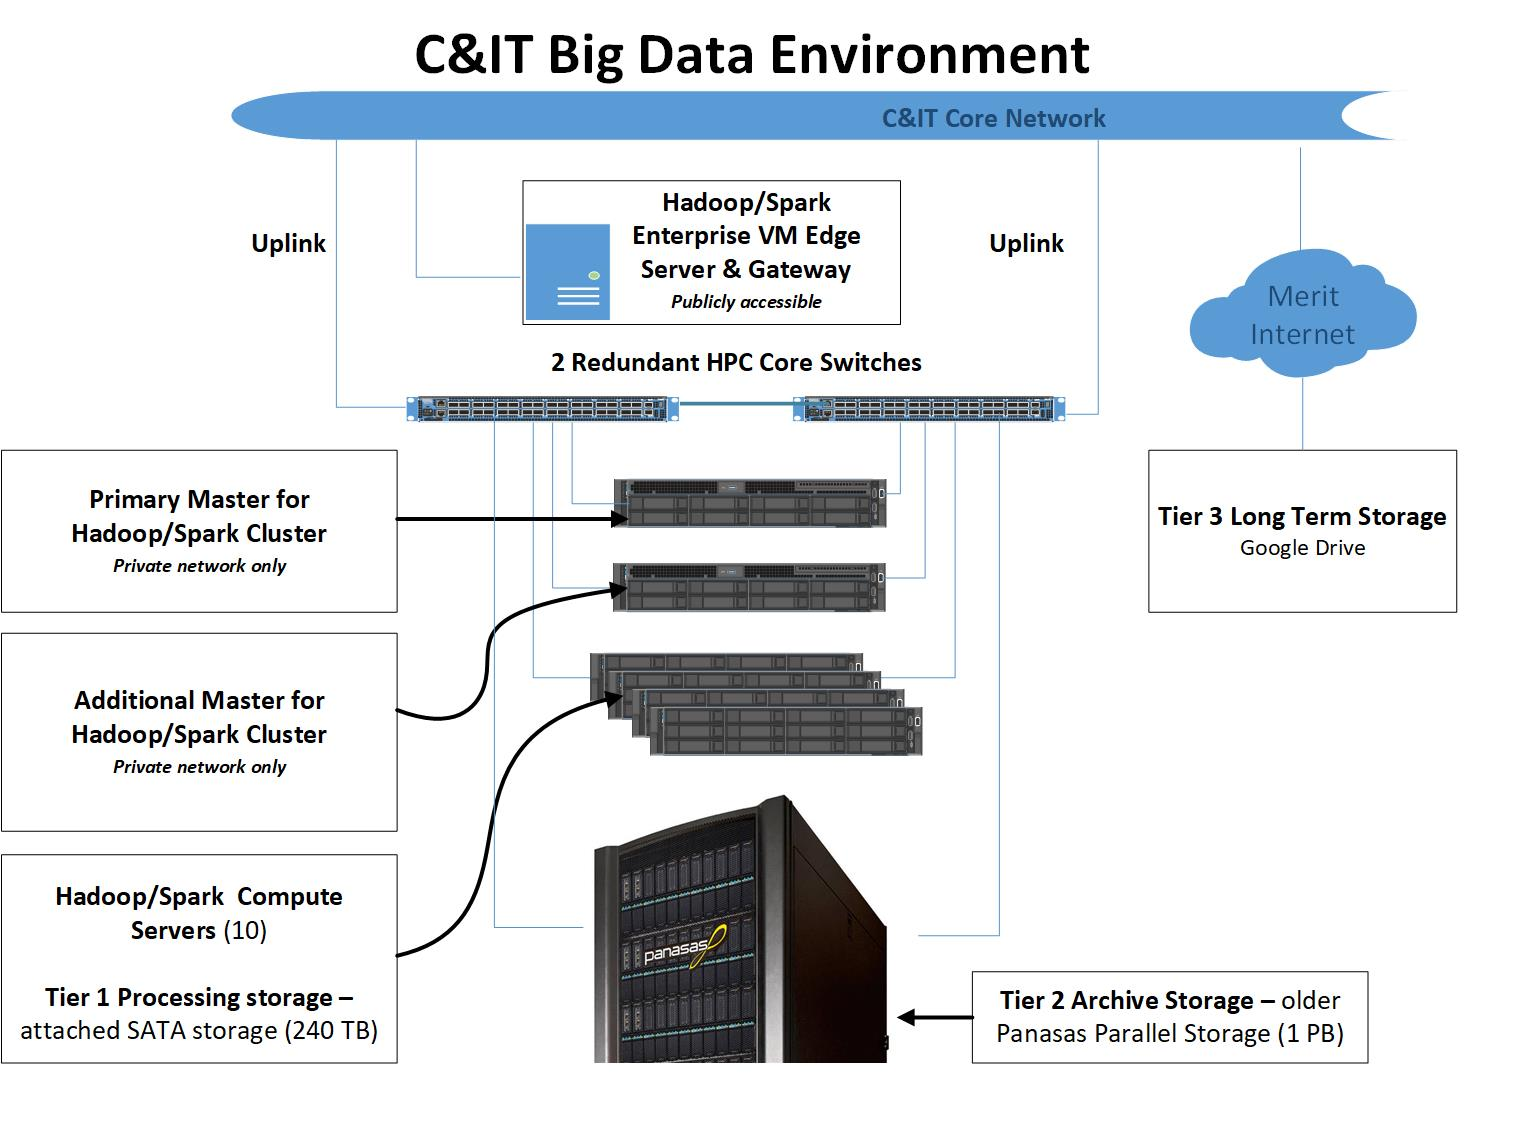 C&IT Big Data Environment
C&IT Core Network
Uplink
Hadoop/Spark
Enterprise VM Edge
Server & Gateway
Publicly accessible
Uplink
Merit
Internet
2 Redundant HPC Core Switches
Primary Master for
Hadoop/Spark Cluster
Private network only
Tier 3 Long Term Storage
Google Drive
Additional Master for
Hadoop/Spark Cluster
Private network only
Hadoop/Spark  Compute
Servers (10)
Tier 1 Processing storage –
attached SATA storage (240 TB)
panasas
Tier 2 Archive Storage – older
Panasas Parallel Storage (1 PB)